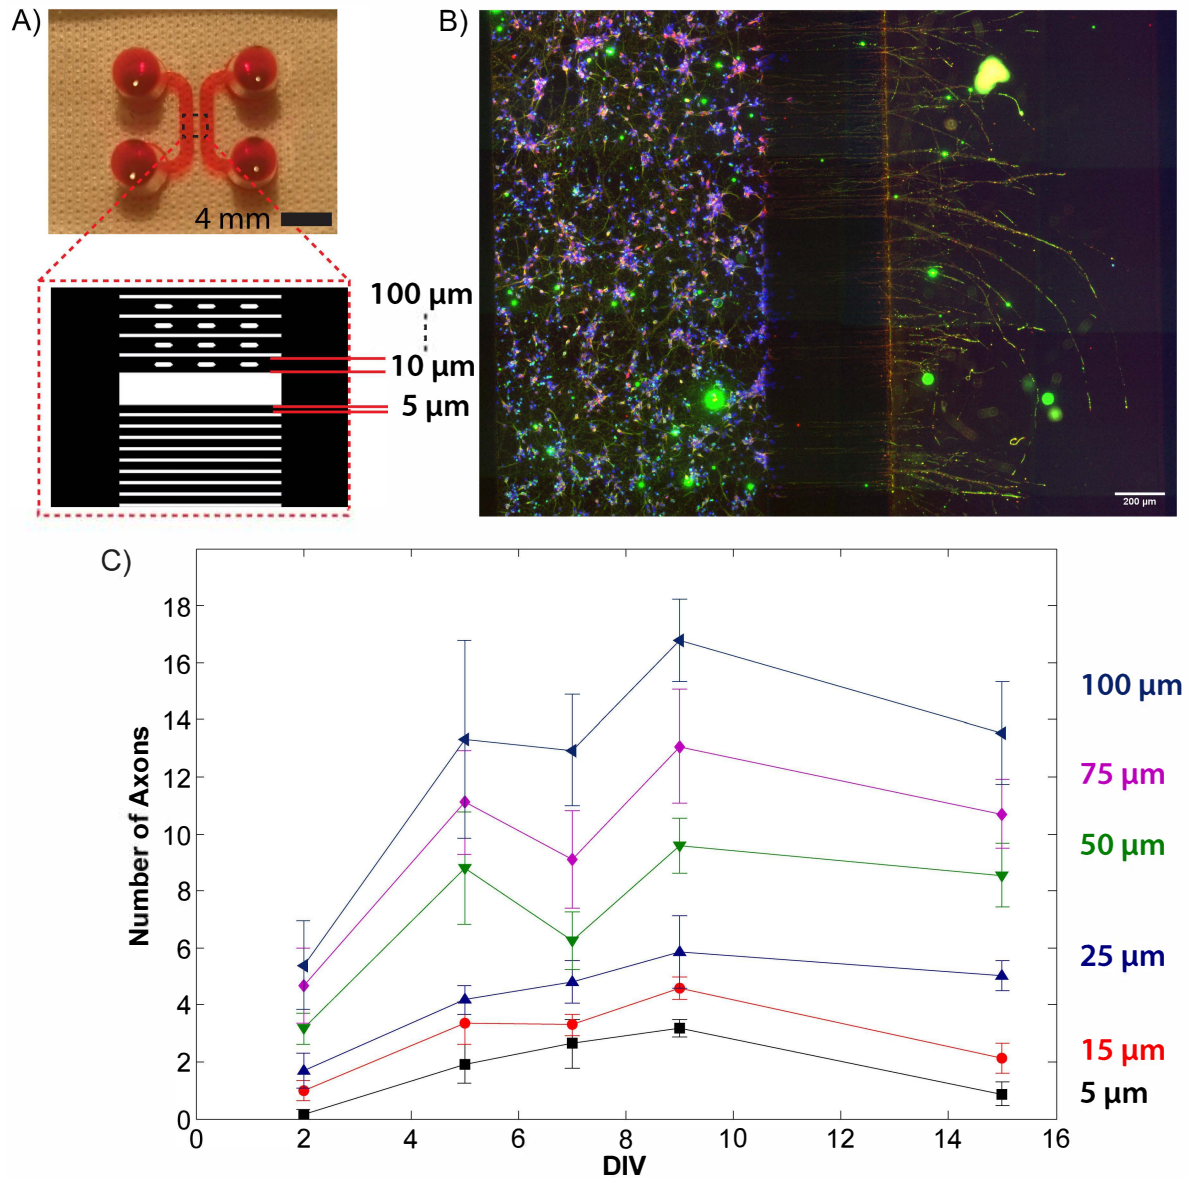 A)
B)
4 mm
100 µm
10 µm
5 µm
200 µm
C)
Number of Axons
18
16
14
12
10
8
6
4
2
0
0 2 4 6 8 10 12 14 16
DIV
100 µm
75 µm
50 µm
25 µm
15 µm
5 µm